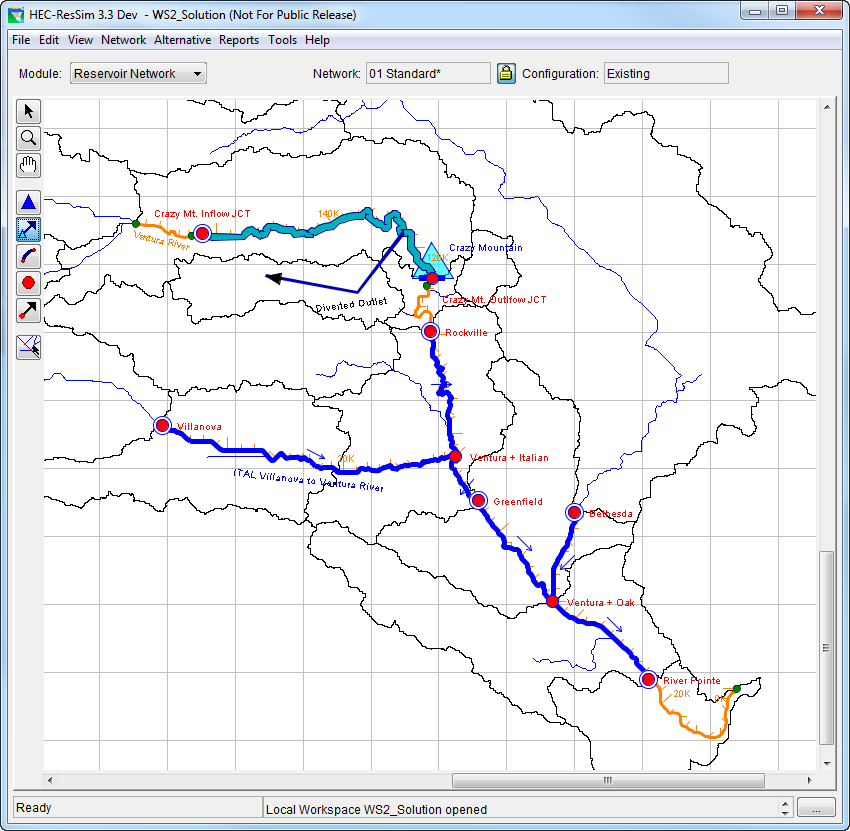 HEC-ResSim 3.3 Dev - WS2_Solution (Not For Public Release)
File Edit View Network Alternative Reports Tools Help
Module: Reservoir Network Network: 01 Standard* Configuration: Existing
Crazy Mt. Inflow JCT
140K
Ventura River
Crazy Mountain
120K
Crazy Mt. Outflow JCT
Diverted Outlet
Rockville
Villanova
20K
Ventura + Italian
ITAL Villanova to Ventura River
Greenfield
Bethesda
Ventura + Oak
River Pointe
20K
Ready
Local Workspace WS2_Solution opened
...